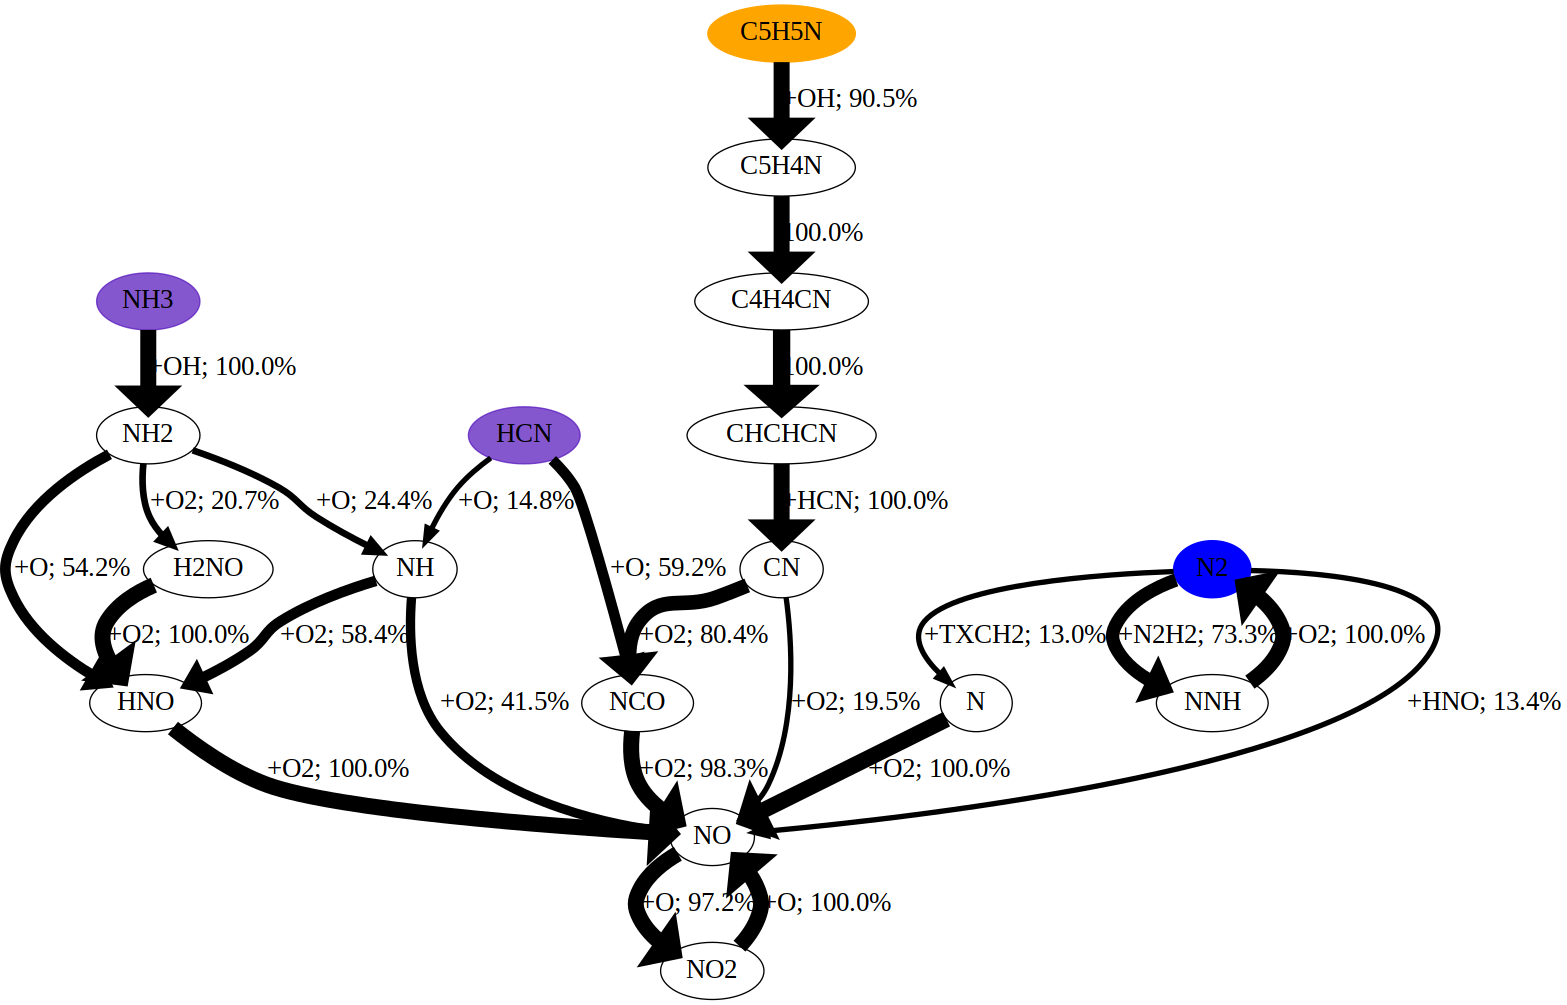 C5H5N
+OH; 90.5%
C5H4N
100.0%
NH3
C4H4CN
+OH; 100.0%
100.0%
NH2
HCN
CHCHCN
+O2; 20.7%
+O; 24.4%
+O; 14.8%
+HCN; 100.0%
+O; 54.2%
H2NO
NH
+O; 59.2%
CN
N2
+O2; 100.0%
+O2; 58.4%
+O2; 80.4%
+TXCH2; 13.0%
+N2H2; 73.3%
+O2; 100.0%
HNO
+O2; 41.5%
NCO
+O2; 19.5%
N
NNH
+HNO; 13.4%
+O2; 100.0%
+O2; 98.3%
+O2; 100.0%
NO
+O; 97.2%
+O; 100.0%
NO2